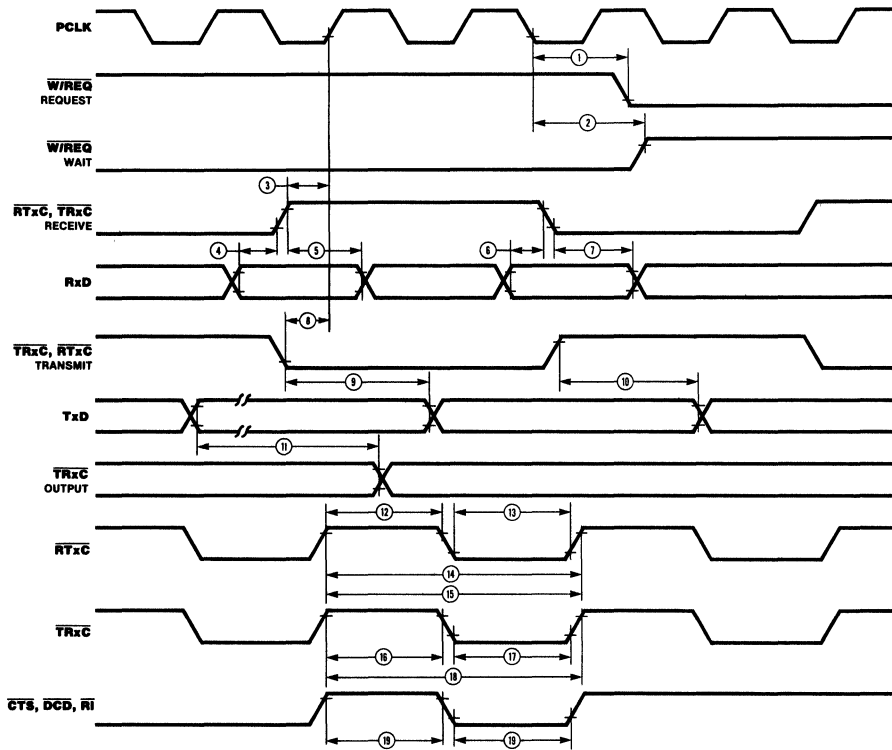 PCLK
1
W/REQ
REQUEST
2
W/REQ
WAIT
3
RTxC, TRxC
RECEIVE
4
5
6
7
RxD
8
TRxC, RTxC
TRANSMIT
9
10
TxD
11
TRxC
OUTPUT
12
13
RTxC
14
15
TRxC
16
17
18
CTS, DCD, RI
19
19